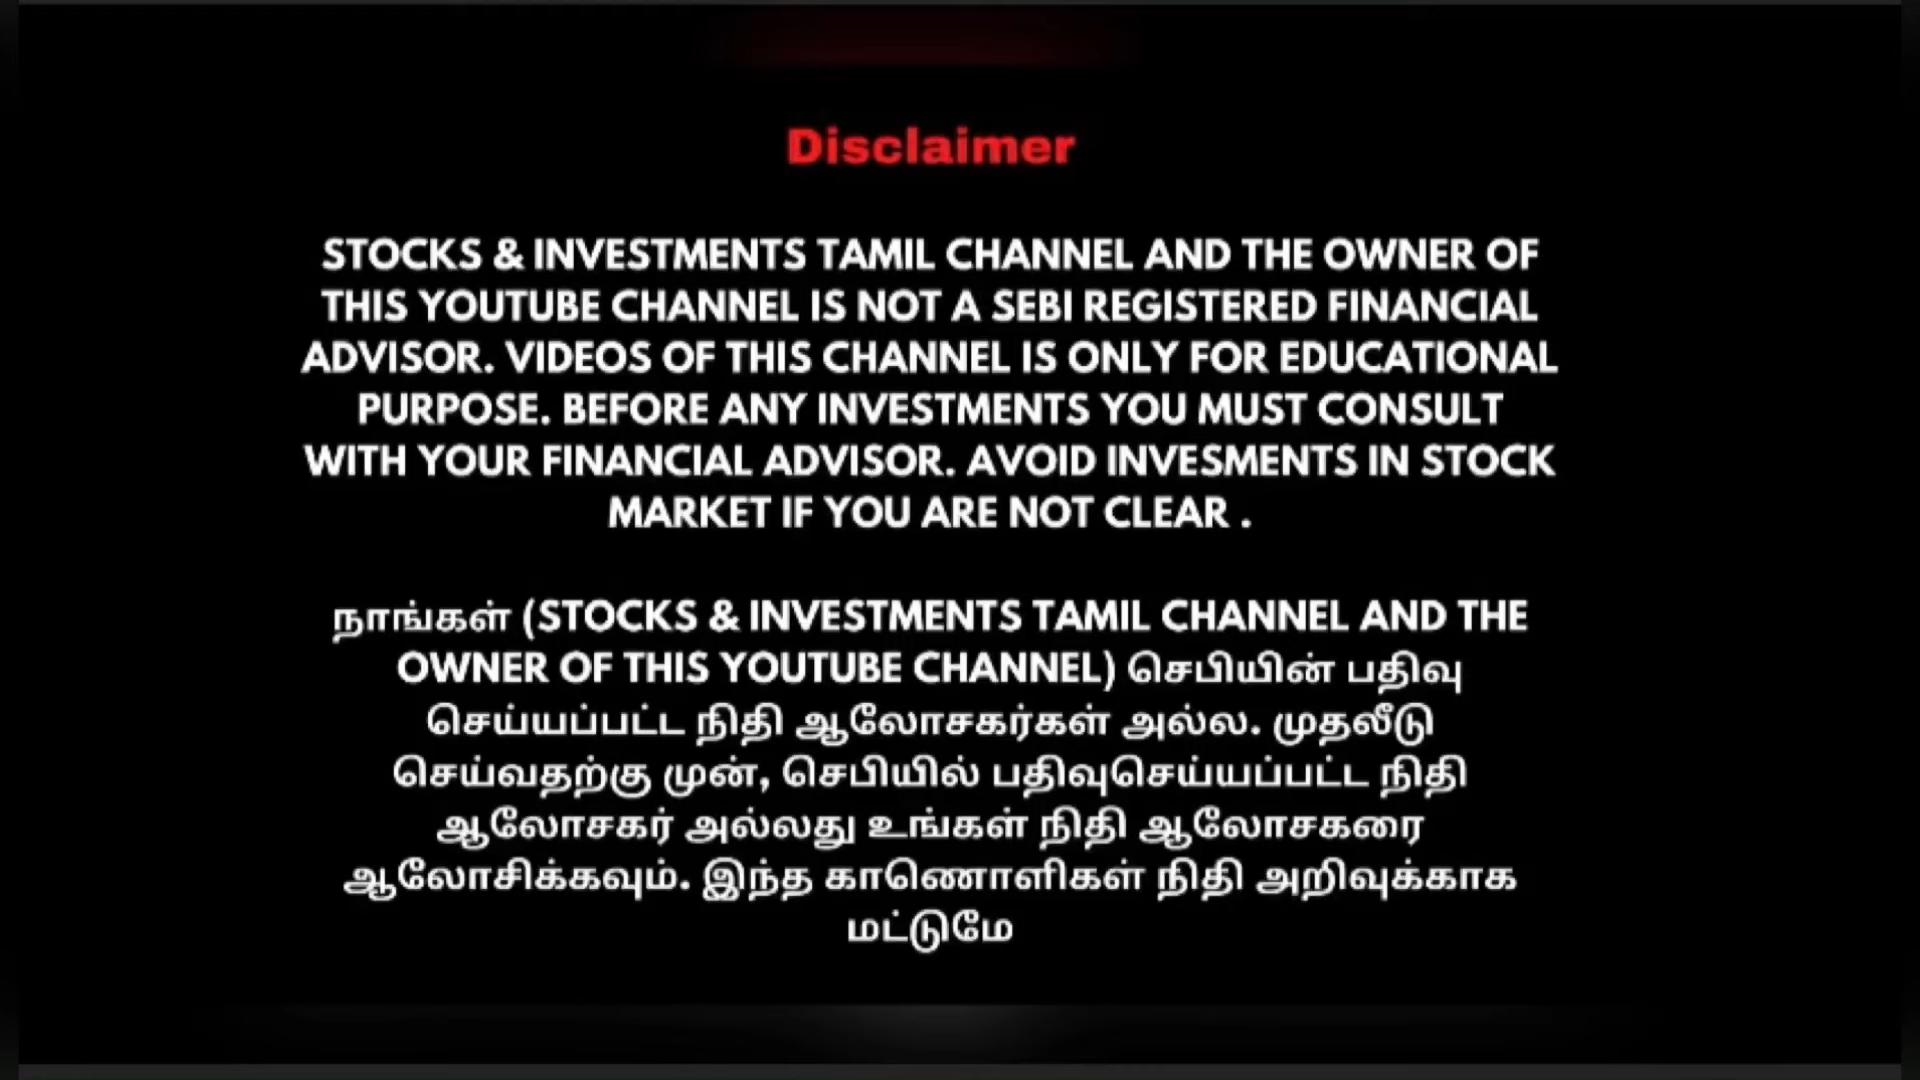 Disclaimer
STOCKS & INVESTMENTS TAMIL CHANNEL AND THE OWNER OF
THIS YOUTUBE CHANNEL IS NOT A SEBI REGISTERED FINANCIAL
ADVISOR. VIDEOS OF THIS CHANNEL IS ONLY FOR EDUCATIONAL
PURPOSE. BEFORE ANY INVESTMENTS YOU MUST CONSULT
WITH YOUR FINANCIAL ADVISOR. AVOID INVESMENTS IN STOCK
MARKET IF YOU ARE NOT CLEAR .
நாங்கள் (STOCKS & INVESTMENTS TAMIL CHANNEL AND THE
OWNER OF THIS YOUTUBE CHANNEL) செபியின் பதிவு
செய்யப்பட்ட நிதி ஆலோசகர்கள் அல்ல. முதலீடு
செய்வதற்கு முன், செபியில் பதிவுசெய்யப்பட்ட நிதி
ஆலோசகர் அல்லது உங்கள் நிதி ஆலோசகரை
ஆலோசிக்கவும். இந்த காணொளிகள் நிதி அறிவுக்காக
மட்டுமே